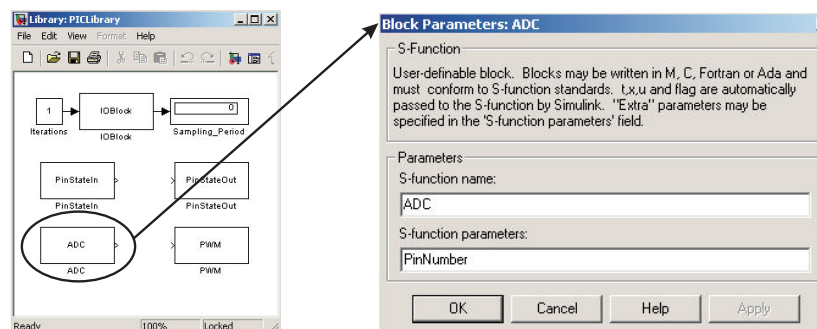 Library: PICLibrary
File Edit View Format Help
1
IOBlock
0
Iterations
IOBlock
Sampling_Period
PinStateIn
PinStateOut
PinStateIn
PinStateOut
ADC
PWM
ADC
PWM
Ready 100% Locked
Block Parameters: ADC
S-Function
User-definable block. Blocks may be written in M, C, Fortran or Ada and
must conform to S-function standards. t,x,u and flag are automatically
passed to the S-function by Simulink. "Extra" parameters may be
specified in the 'S-function parameters' field.
Parameters
S-function name:
ADC
S-function parameters:
PinNumber
OK Cancel Help Apply